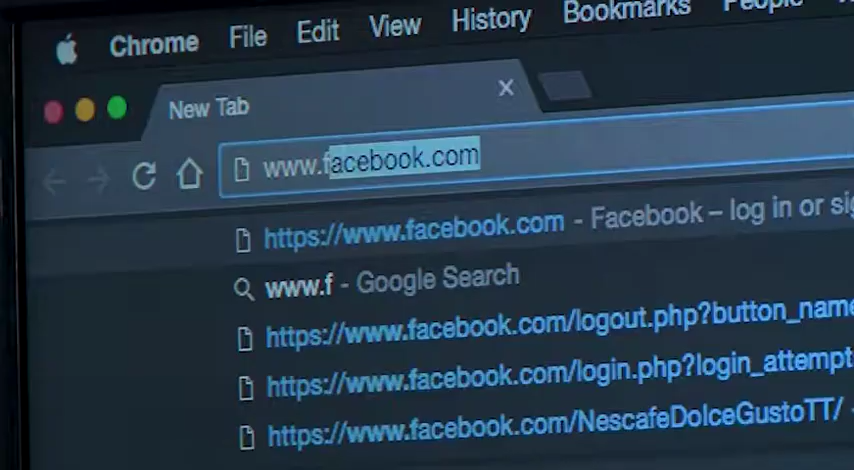 Chrome File Edit View History Bookmarks People
New Tab
www.facebook.com
https://www.facebook.com - Facebook – log in or sig
www.f - Google Search
https://www.facebook.com/logout.php?button_name
https://www.facebook.com/login.php?login_attempt
https://www.facebook.com/NescafeDolceGustoTT/ -